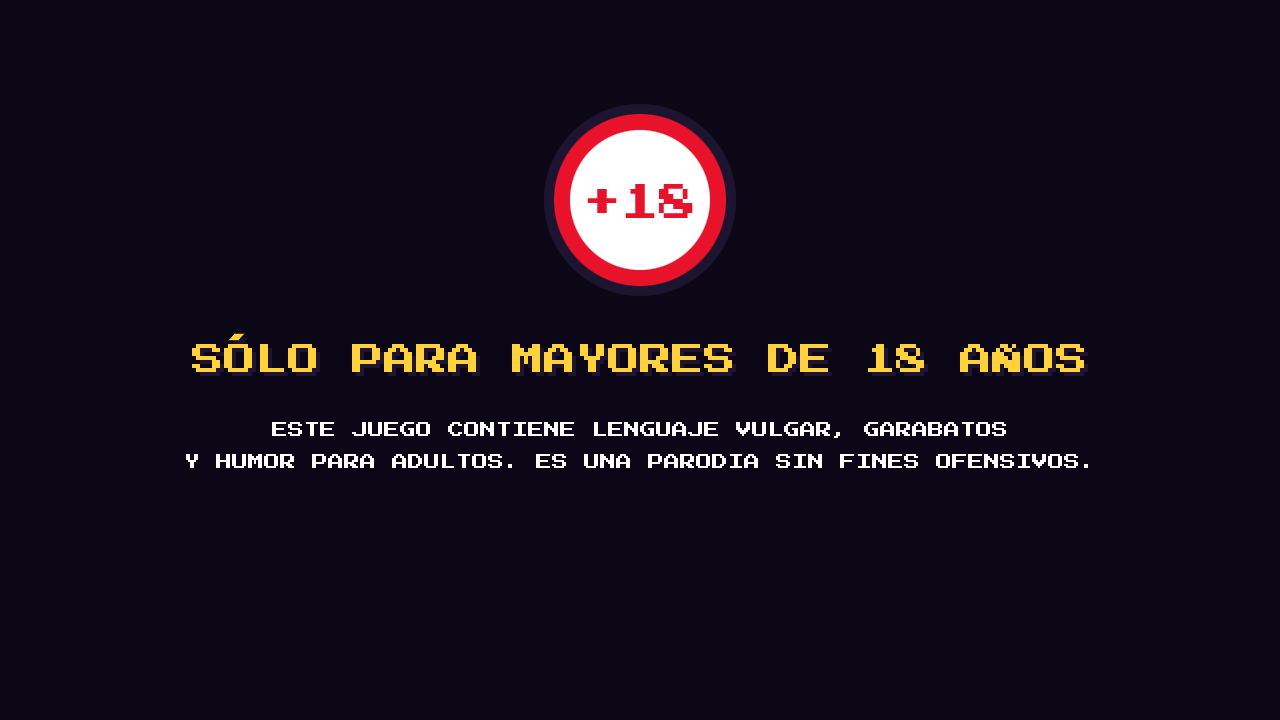 +18
SÓLO PARA MAYORES DE 18 AÑOS
ESTE JUEGO CONTIENE LENGUAJE VULGAR, GARABATOS
Y HUMOR PARA ADULTOS. ES UNA PARODIA SIN FINES OFENSIVOS.